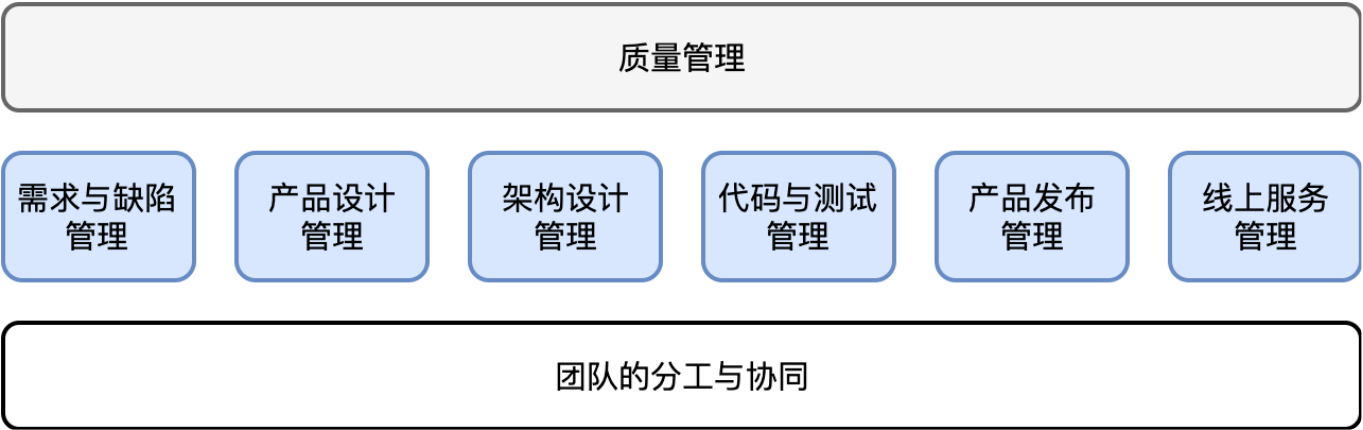 质量管理
需求与缺陷
管理
产品设计
管理
架构设计
管理
代码与测试
管理
产品发布
管理
线上服务
管理
团队的分工与协同